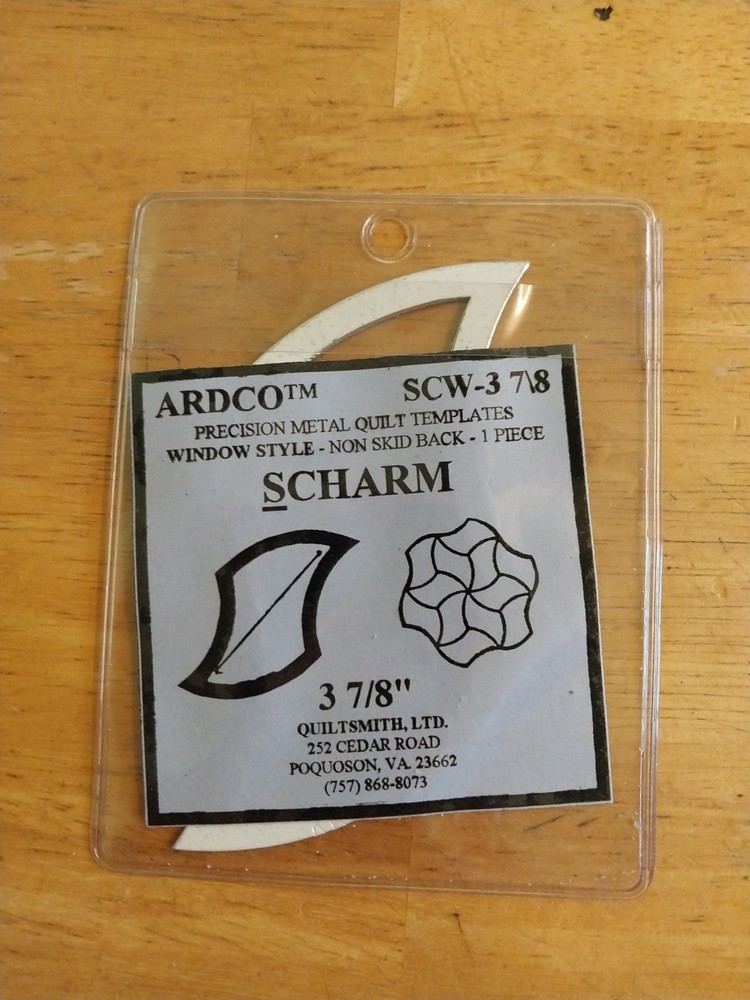 ARDCO™ SCW-3 7\8
PRECISION METAL QUILT TEMPLATES
WINDOW STYLE - NON SKID BACK - 1 PIECE
SCHARM
3 7/8"
QUILTSMITH, LTD.
252 CEDAR ROAD
POQUOSON, VA. 23662
(757) 868-8073